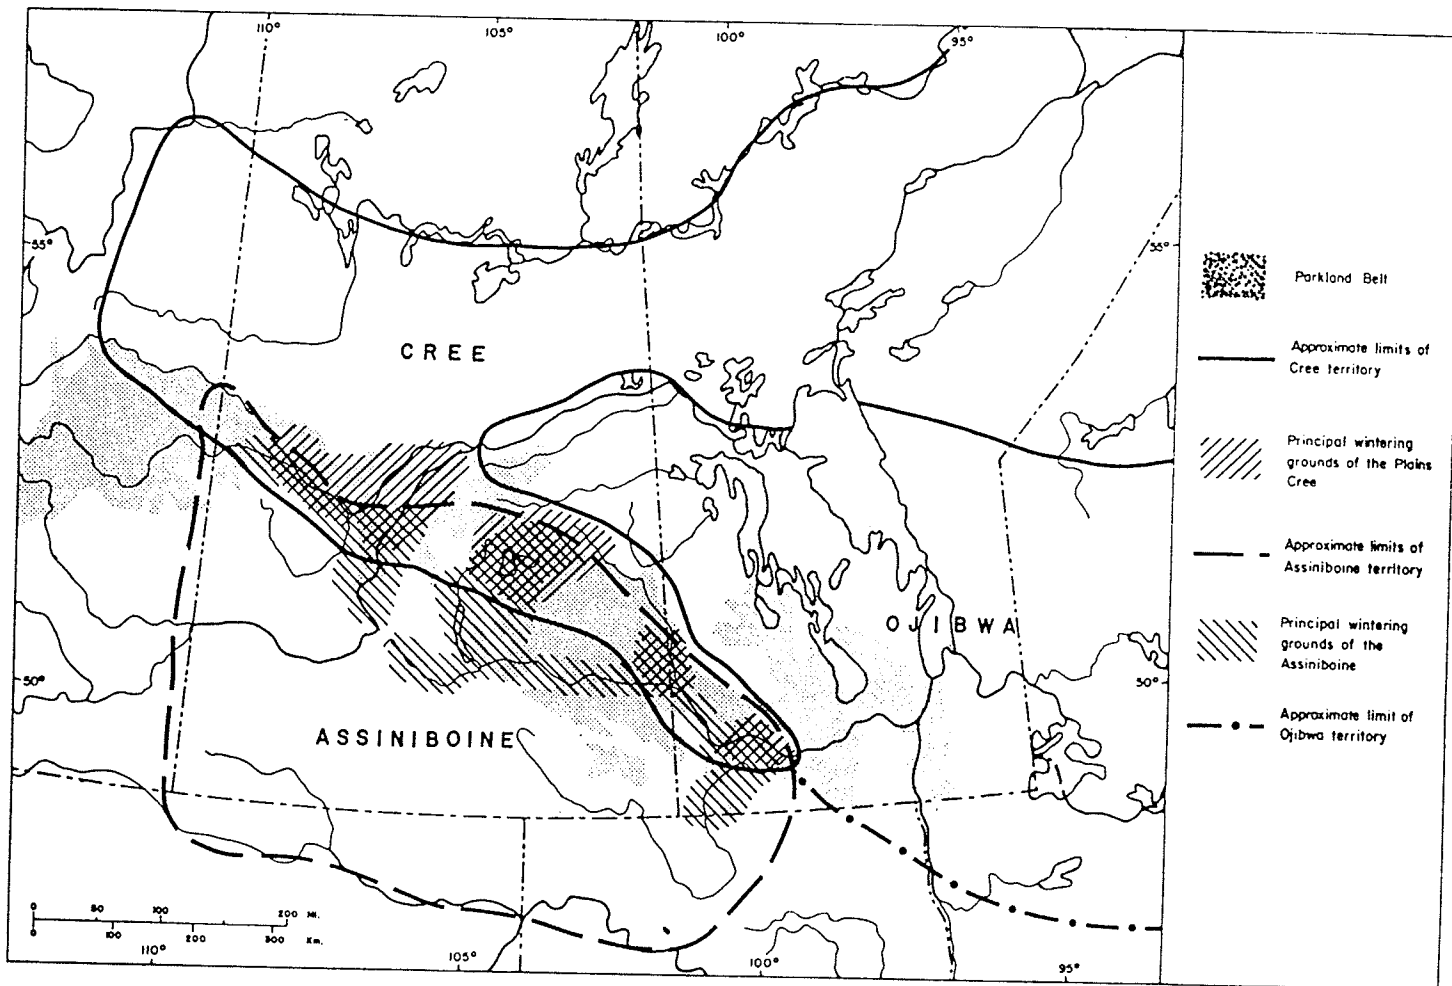 110°
105°
100°
95°
55°
55°
CREE
OJIBWA
50°
50°
ASSINIBOINE
0 50 100 200 Mi.
0 100 200 300 Km.
110°
105°
100°
95°
Parkland Belt
Approximate limits of
Cree territory
Principal wintering
grounds of the Plains
Cree
Approximate limits of
Assiniboine territory
Principal wintering
grounds of the
Assiniboine
Approximate limit of
Ojibwa territory